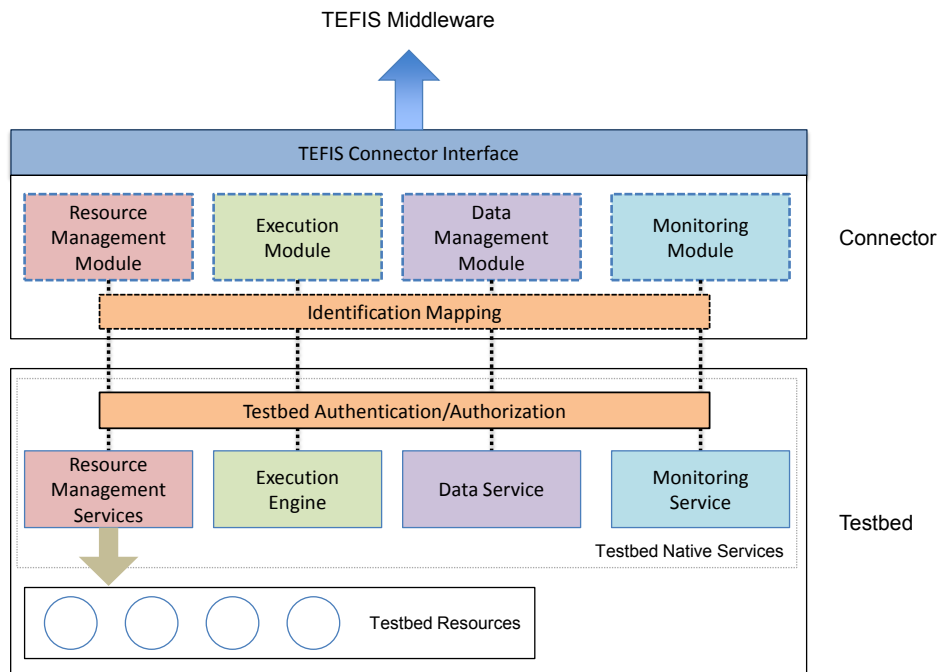 TEFIS Middleware
TEFIS Connector Interface
Resource
Management
Module
Execution
Module
Data
Management
Module
Monitoring
Module
Connector
Identification Mapping
Testbed Authentication/Authorization
Resource
Management
Services
Execution
Engine
Data Service
Monitoring
Service
Testbed
Testbed Native Services
Testbed Resources